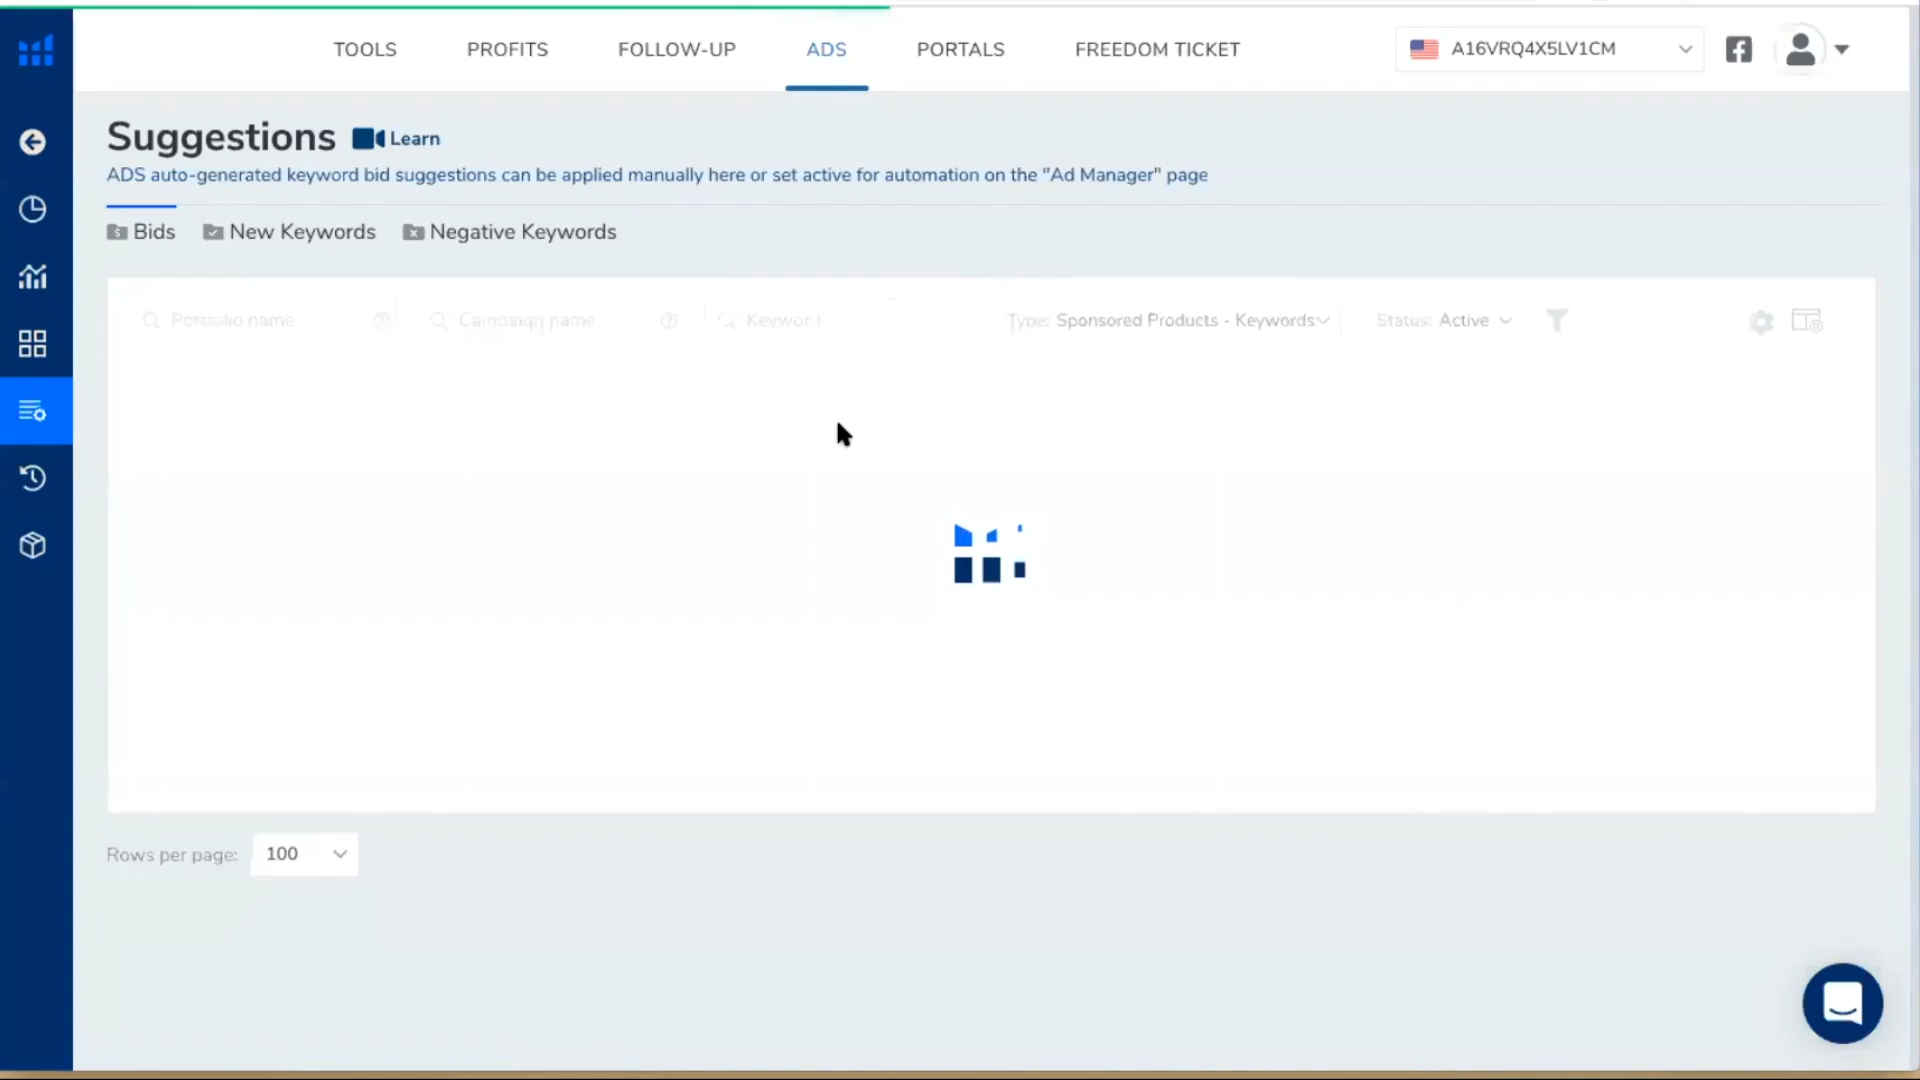 TOOLS PROFITS FOLLOW-UP ADS PORTALS FREEDOM TICKET A16VRQ4X5LV1CM
Suggestions Learn
ADS auto-generated keyword bid suggestions can be applied manually here or set active for automation on the "Ad Manager" page
Bids New Keywords Negative Keywords
Portfolio name Campaign name Keywor Type: Sponsored Products - Keywords Status: Active
Rows per page: 100